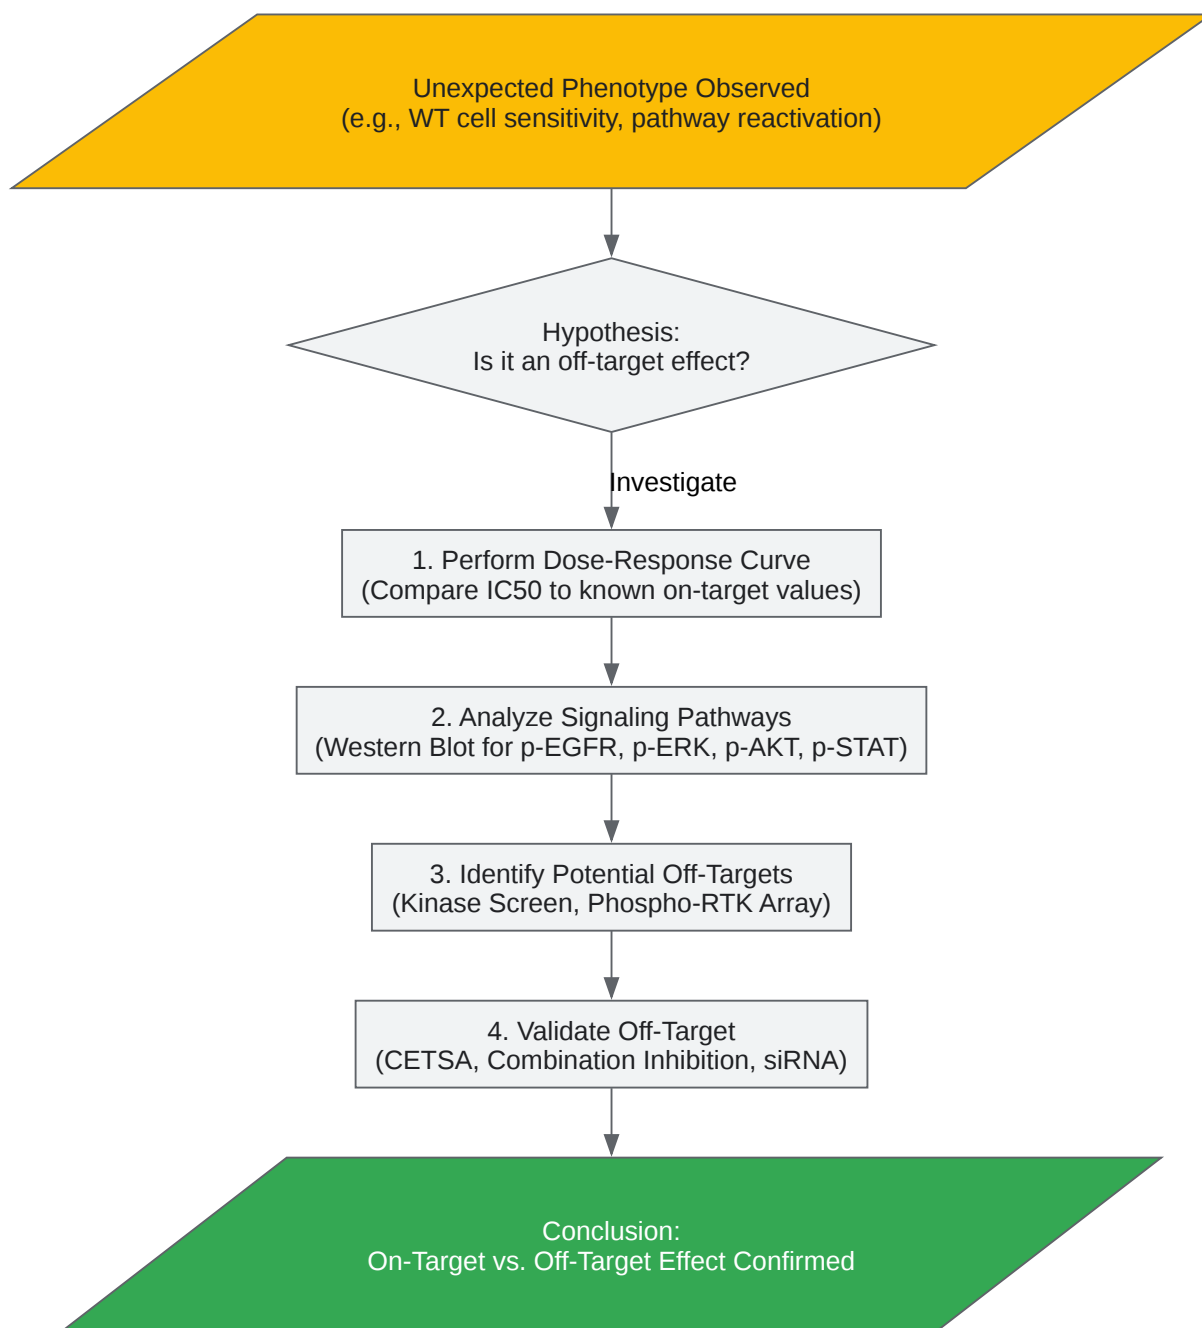 Unexpected Phenotype Observed
(e.g., WT cell sensitivity, pathway reactivation)
Hypothesis:
Is it an off-target effect?
Investigate
1. Perform Dose-Response Curve
(Compare IC50 to known on-target values)
2. Analyze Signaling Pathways
(Western Blot for p-EGFR, p-ERK, p-AKT, p-STAT)
3. Identify Potential Off-Targets
(Kinase Screen, Phospho-RTK Array)
4. Validate Off-Target
(CETSA, Combination Inhibition, siRNA)
Conclusion:
On-Target vs. Off-Target Effect Confirmed